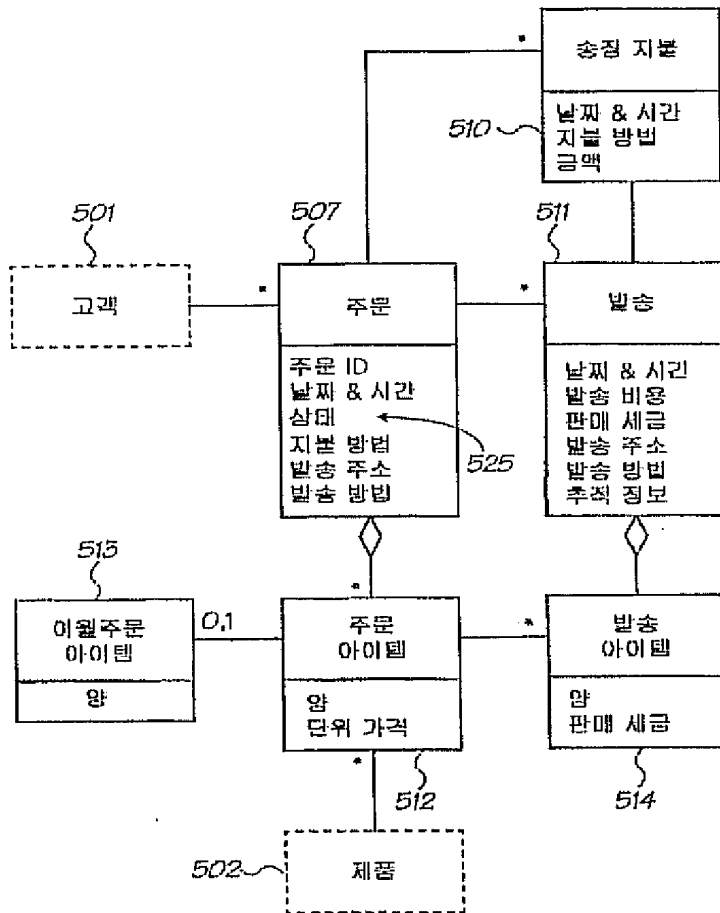 *
송장 지불
날짜 & 시간
지불 방법
금액
510
501
507
511
고객
*
주문
*
발송
주문 ID
날짜 & 시간
상태
지불 방법
발송 주소
발송 방법
525
날짜 & 시간
발송 비용
판매 세금
발송 주소
발송 방법
추적 정보
513
이월주문
아이템
양
0,1
*
주문
아이템
양
단위 가격
*
*
발송
아이템
양
판매 세금
512
514
502
제품